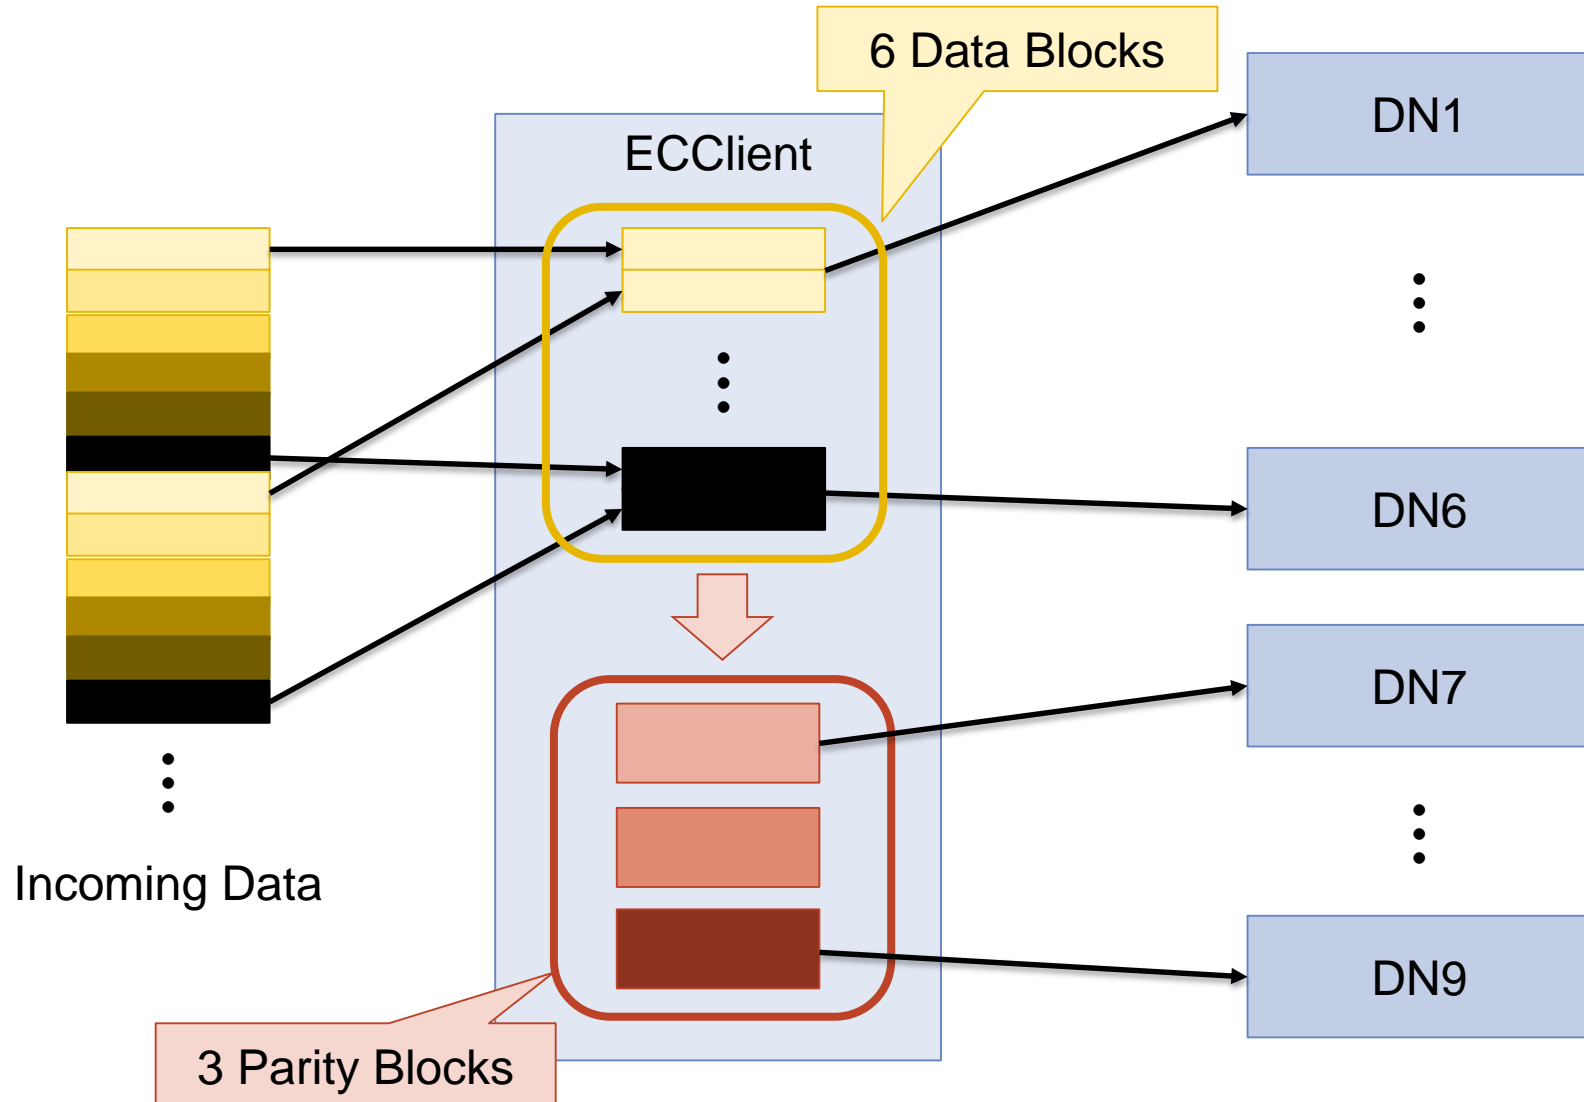 6 Data Blocks
ECClient
DN1
DN6
DN7
DN9
Incoming Data
3 Parity Blocks